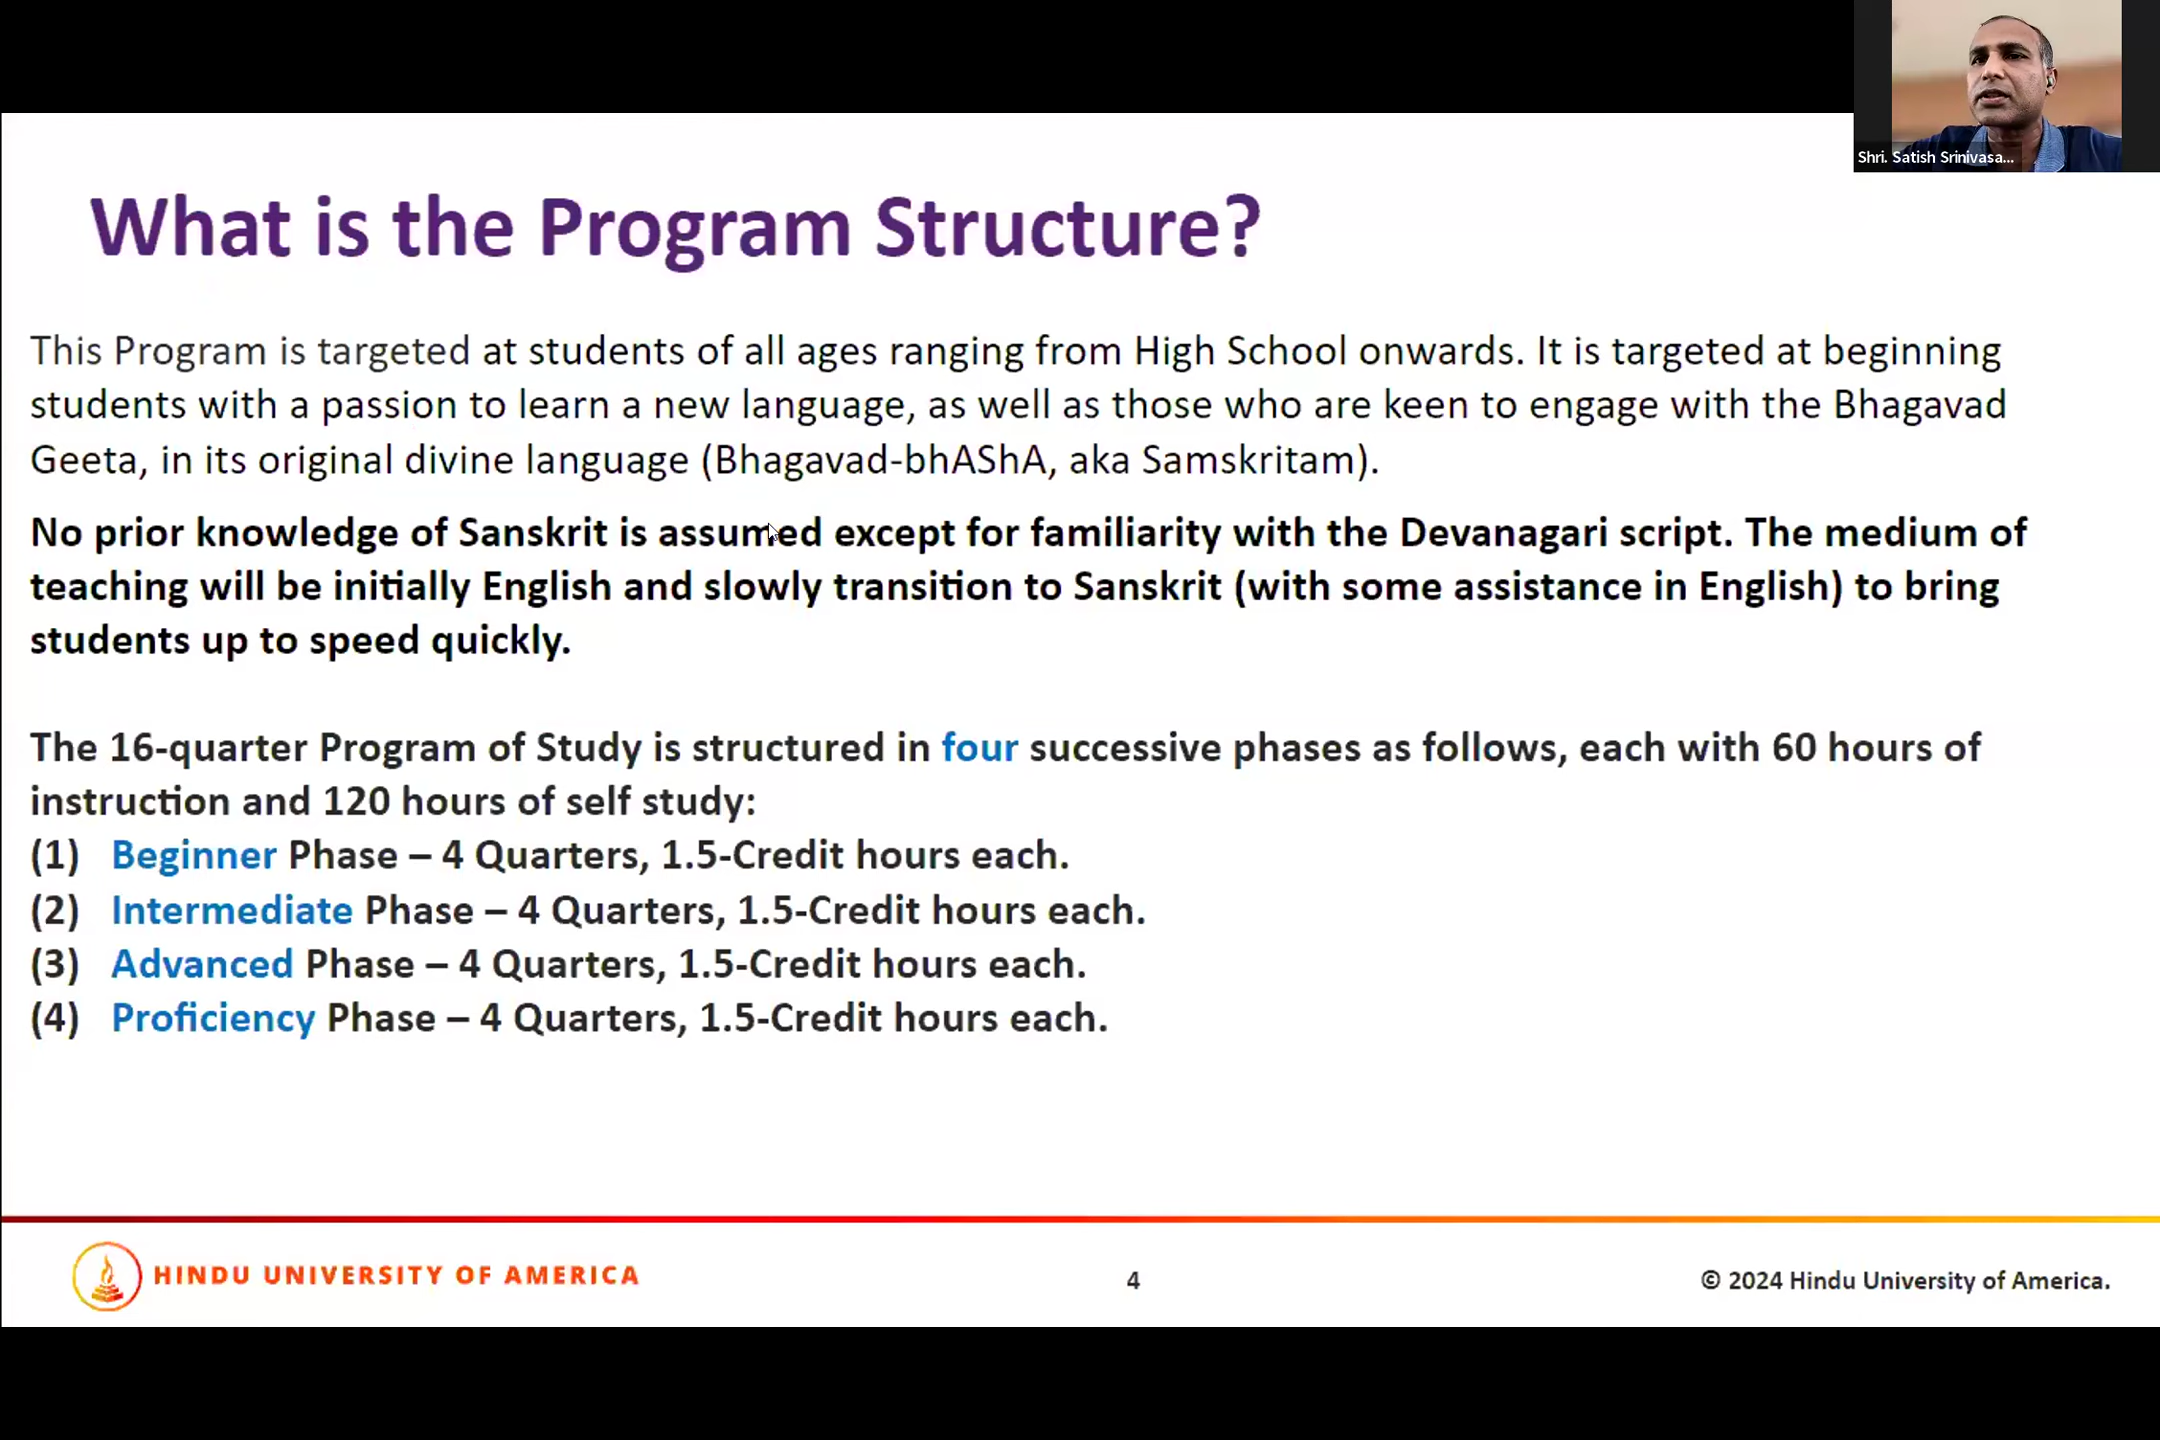 Shri. Satish Srinivasa...
What is the Program Structure?
This Program is targeted at students of all ages ranging from High School onwards. It is targeted at beginning
students with a passion to learn a new language, as well as those who are keen to engage with the Bhagavad
Geeta, in its original divine language (Bhagavad-bhAShA, aka Samskritam).
No prior knowledge of Sanskrit is assumed except for familiarity with the Devanagari script. The medium of
teaching will be initially English and slowly transition to Sanskrit (with some assistance in English) to bring
students up to speed quickly.
The 16-quarter Program of Study is structured in four successive phases as follows, each with 60 hours of
instruction and 120 hours of self study:
(1) Beginner Phase – 4 Quarters, 1.5-Credit hours each.
(2) Intermediate Phase – 4 Quarters, 1.5-Credit hours each.
(3) Advanced Phase – 4 Quarters, 1.5-Credit hours each.
(4) Proficiency Phase – 4 Quarters, 1.5-Credit hours each.
HINDU UNIVERSITY OF AMERICA
4
© 2024 Hindu University of America.